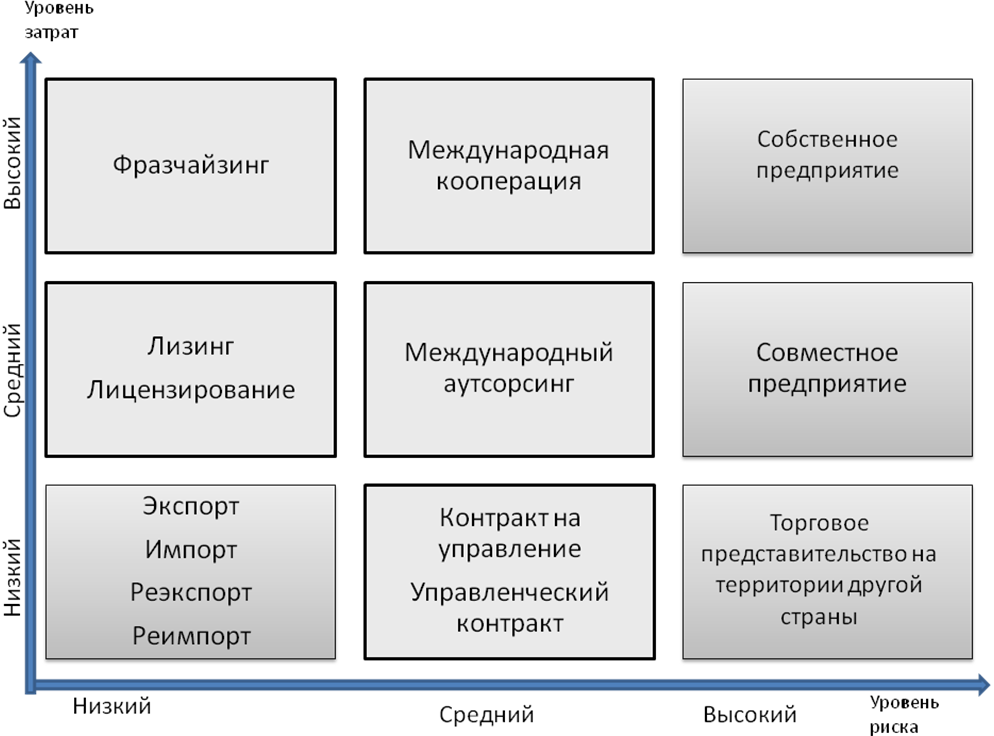 Уровень
затрат
Высокий
Фразчайзинг
Международная
кооперация
Собственное
предприятие
Средний
Лизинг
Лицензирование
Международный
аутсорсинг
Совместное
предприятие
Низкий
Экспорт
Импорт
Реэкспорт
Реимпорт
Контракт на
управление
Управленческий
контракт
Торговое
представительство на
территории другой
страны
Низкий
Средний
Высокий
Уровень
риска